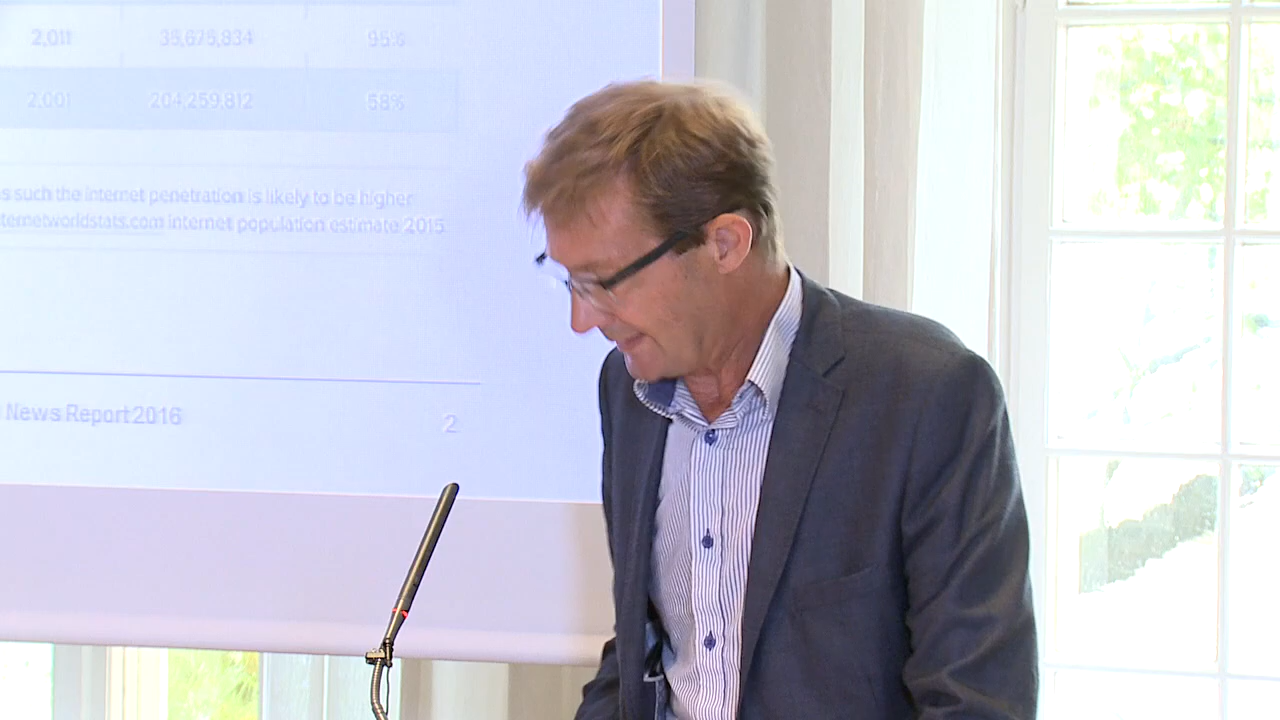 2,011 35,675,834 95%
2,001 204,259,812 58%
s such the internet penetration is likely to be higher
ternetworldstats.com internet population estimate 2015
News Report 2016 2